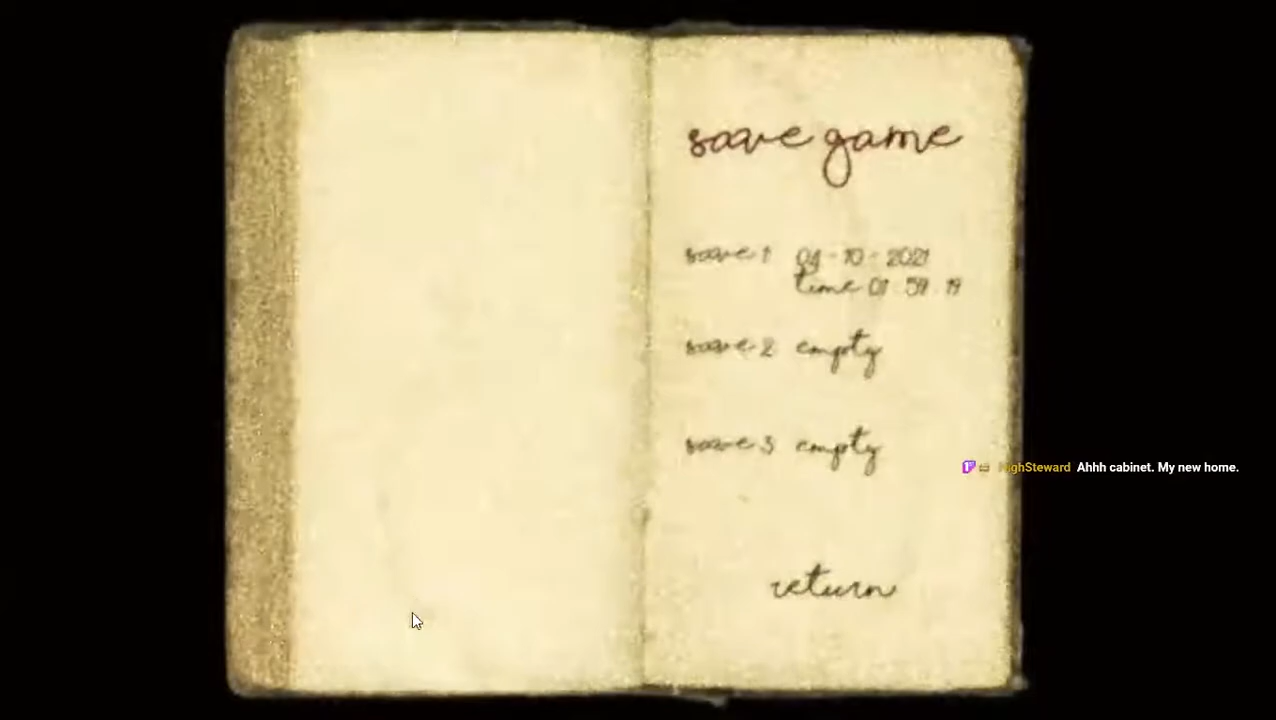 save game
save 1 04-10-2021
time 01:59:19
save 2 empty
save 3 empty
HighSteward Ahhh cabinet. My new home.
return